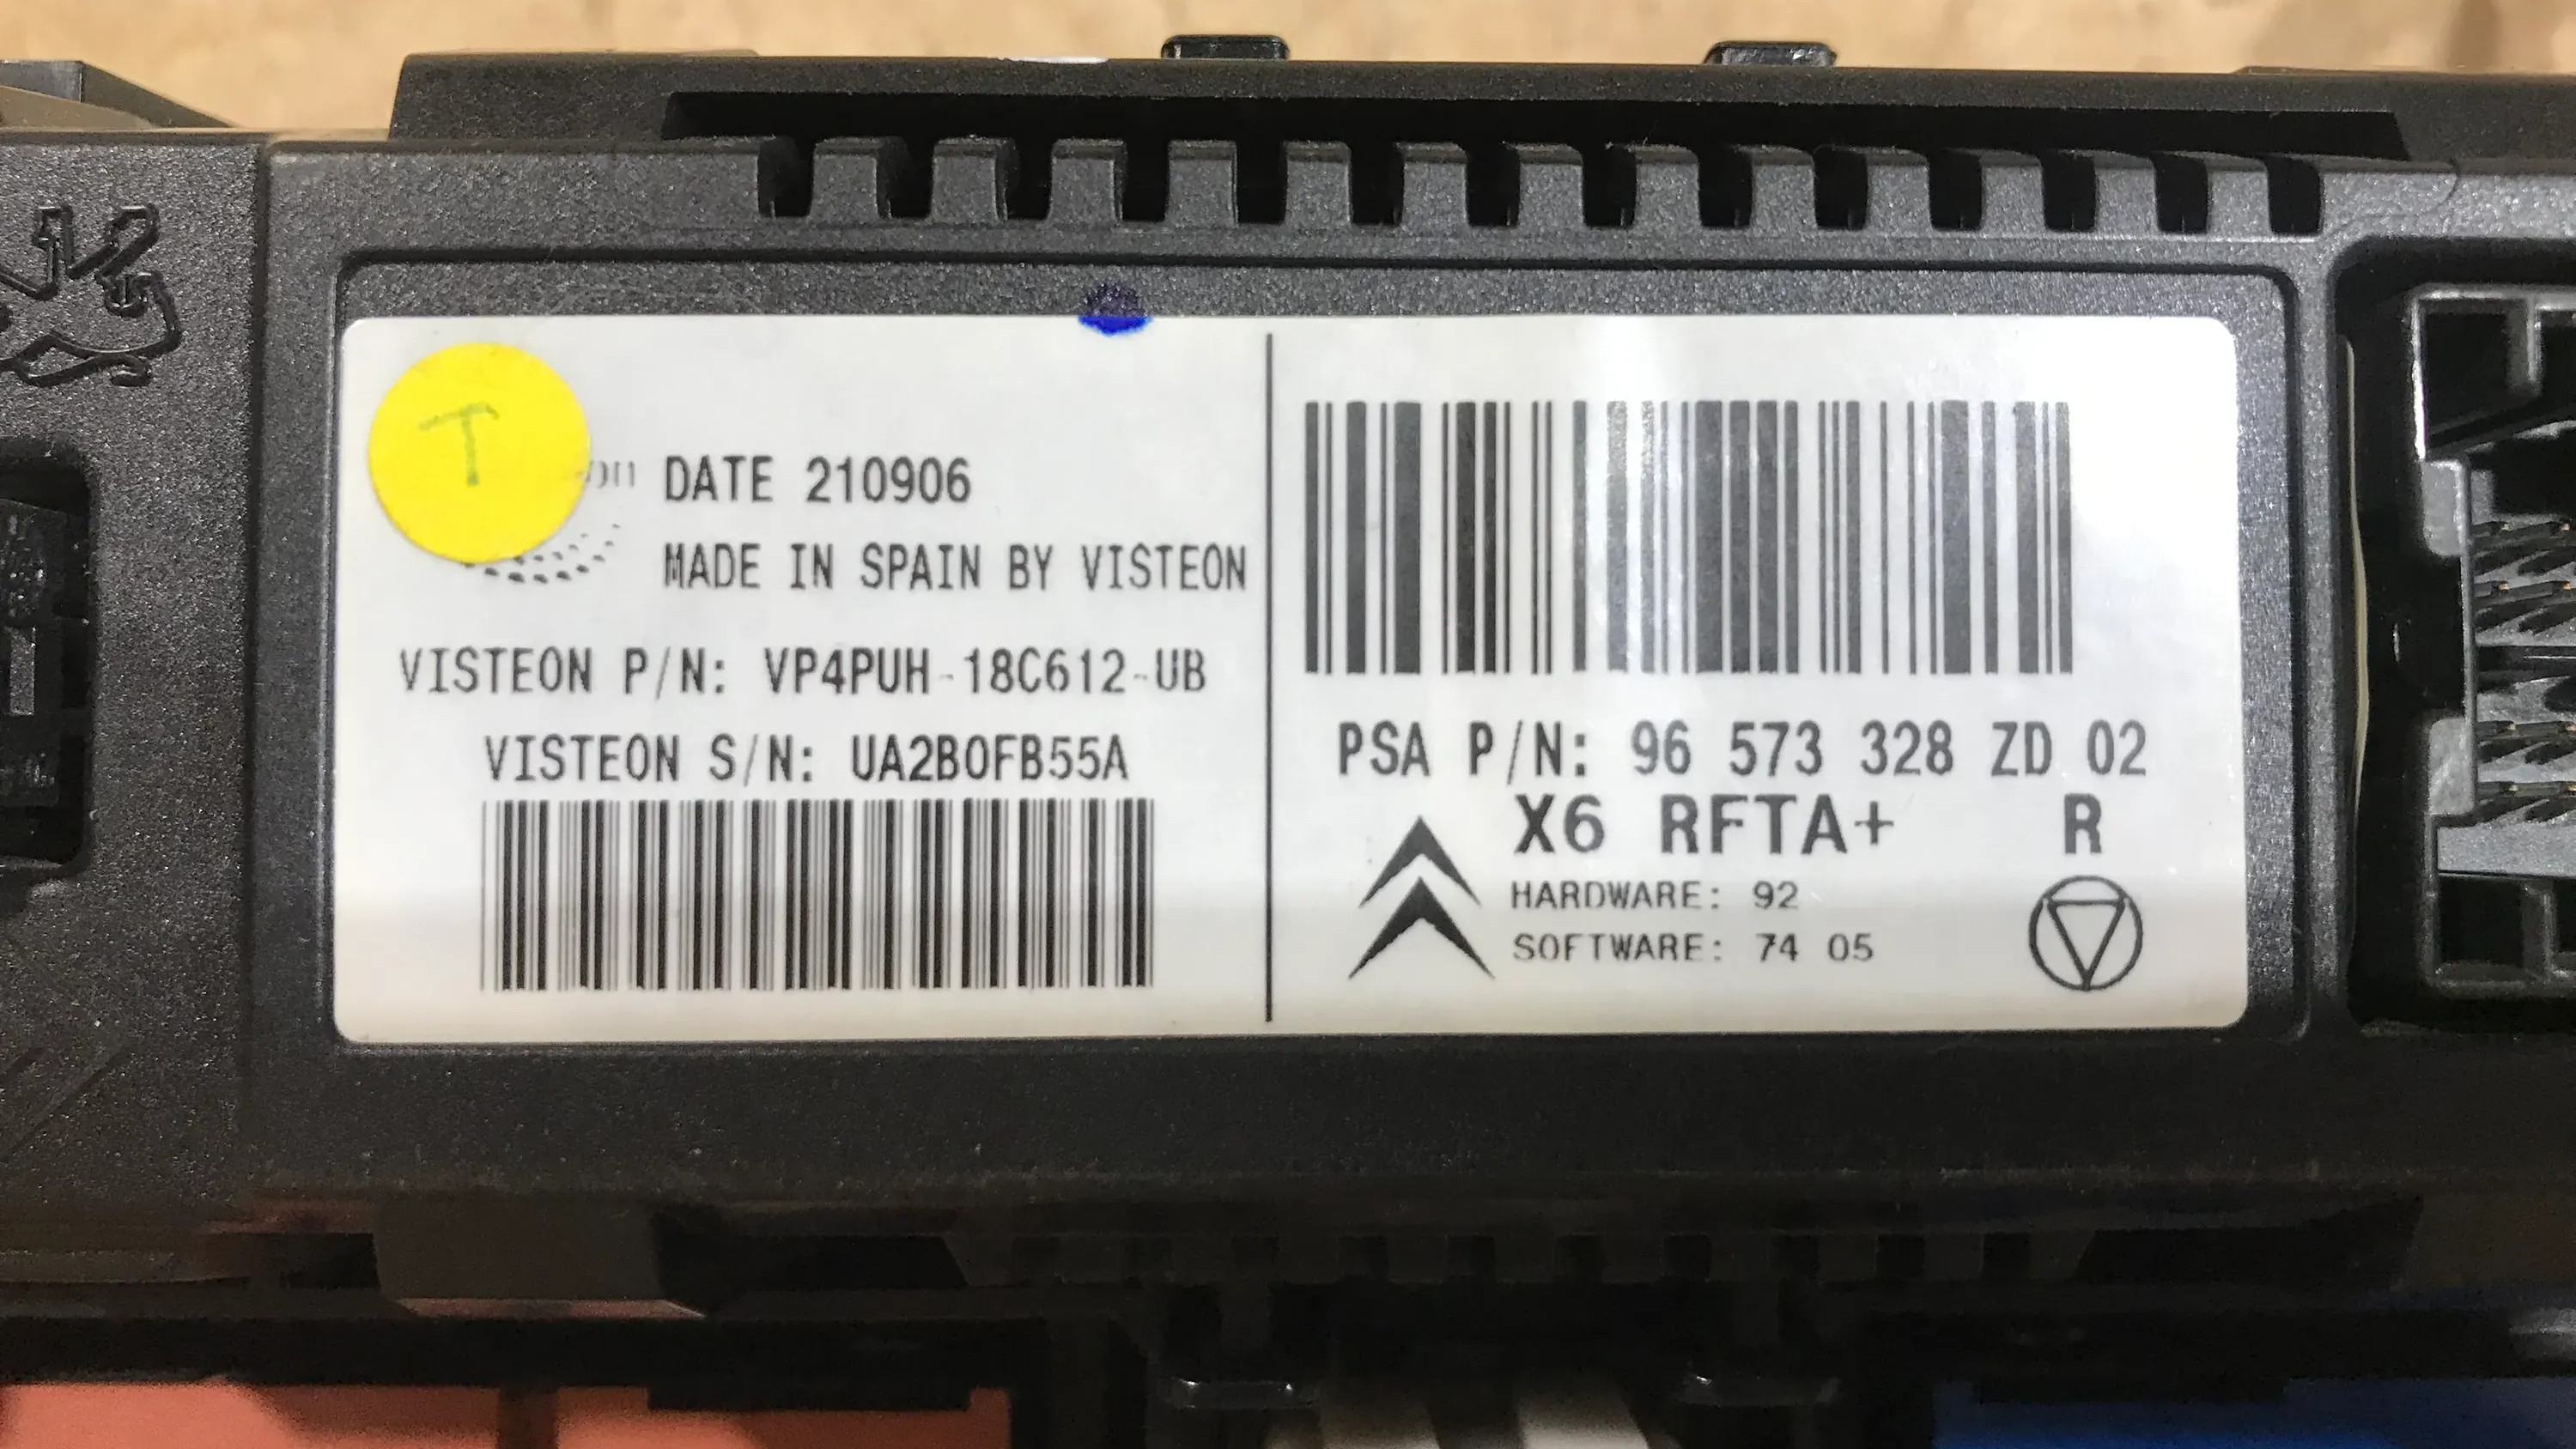 T
DATE 210906
MADE IN SPAIN BY VISTEON
VISTEON P/N: VP4PUH-18C612-UB
VISTEON S/N: UA2B0FB55A
PSA P/N: 96 573 328 ZD 02
X6 RFTA+ R
HARDWARE: 92
SOFTWARE: 74 05